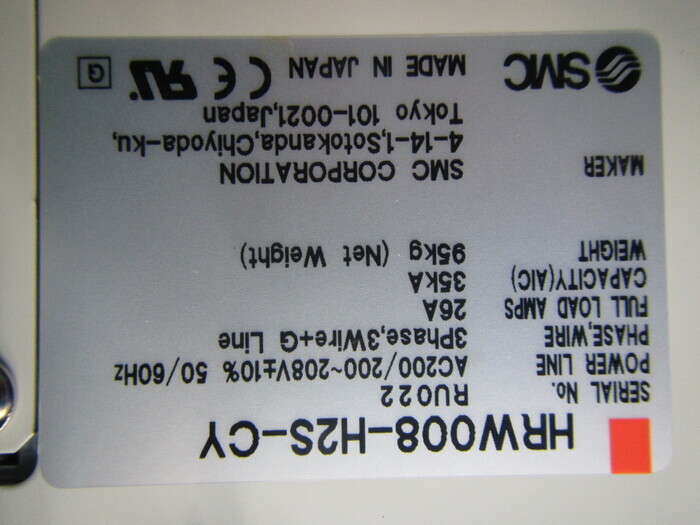 HRW008-H2S-CY
SERIAL No. RU022
POWER LINE AC200/200~208V±10% 50/60Hz
PHASE,WIRE 3Phase,3Wire+G Line
FULL LOAD AMPS 26A
CAPACITY(AIC) 35kA
WEIGHT 95kg (Net Weight)
MAKER SMC CORPORATION
4-14-1,Sotokanda,Chiyoda-ku,
Tokyo 101-0021,Japan
SMC MADE IN JAPAN CE RU G